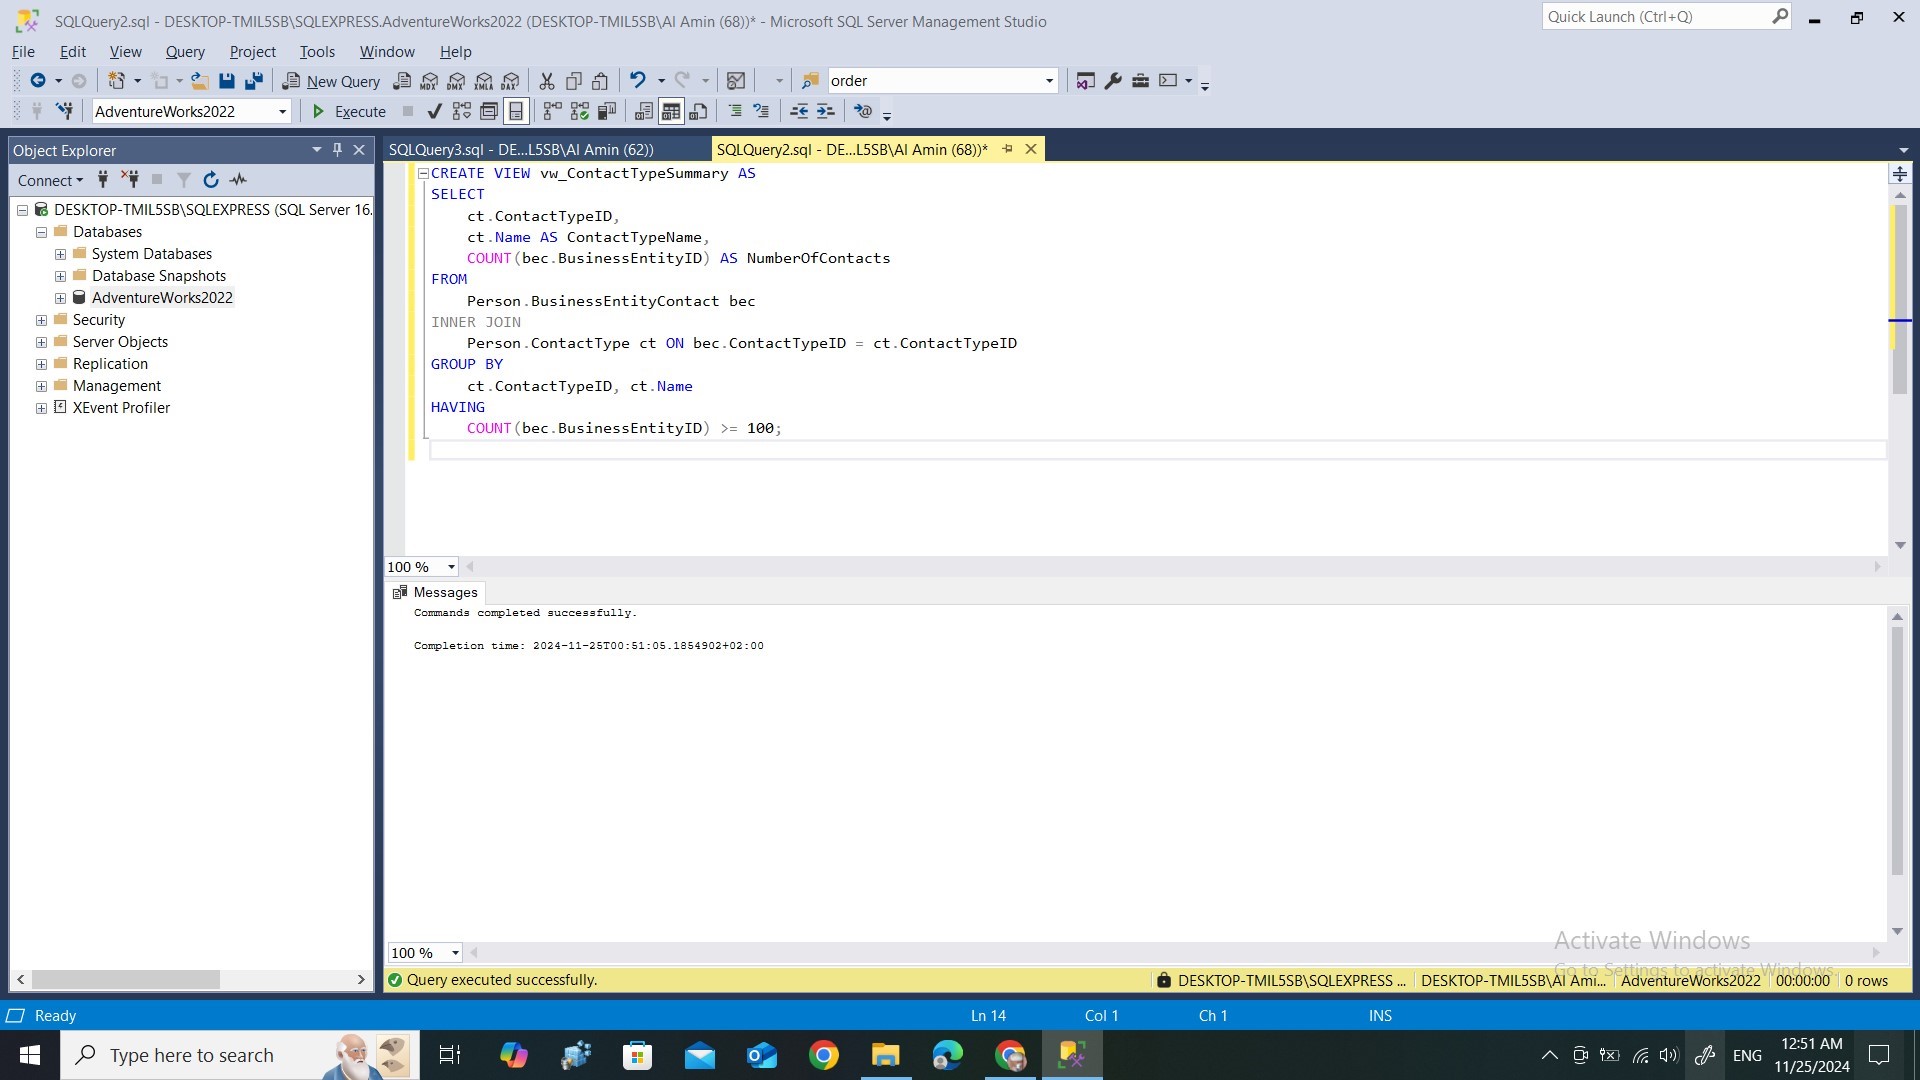 SQLQuery2.sql - DESKTOP-TMIL5SB\SQLEXPRESS.AdventureWorks2022 (DESKTOP-TMIL5SB\Al Amin (68))* - Microsoft SQL Server Management Studio
Quick Launch (Ctrl+Q)
File Edit View Query Project Tools Window Help
New Query
MDX DMX XMLA DAX
order
AdventureWorks2022
Execute
Object Explorer
Connect
DESKTOP-TMIL5SB\SQLEXPRESS (SQL Server 16.
Databases
System Databases
Database Snapshots
AdventureWorks2022
Security
Server Objects
Replication
Management
XEvent Profiler
SQLQuery3.sql - DE...L5SB\Al Amin (62))
SQLQuery2.sql - DE...L5SB\Al Amin (68))*
CREATE VIEW vw_ContactTypeSummary AS
SELECT
ct.ContactTypeID,
ct.Name AS ContactTypeName,
COUNT(bec.BusinessEntityID) AS NumberOfContacts
FROM
Person.BusinessEntityContact bec
INNER JOIN
Person.ContactType ct ON bec.ContactTypeID = ct.ContactTypeID
GROUP BY
ct.ContactTypeID, ct.Name
HAVING
COUNT(bec.BusinessEntityID) >= 100;
100 %
Messages
Commands completed successfully.
Completion time: 2024-11-25T00:51:05.1854902+02:00
100 %
Activate Windows
Go to Settings to activate Windows.
Query executed successfully.
DESKTOP-TMIL5SB\SQLEXPRESS ...
DESKTOP-TMIL5SB\Al Ami...
AdventureWorks2022
00:00:00
0 rows
Ready
Ln 14
Col 1
Ch 1
INS
Type here to search
ENG
12:51 AM
11/25/2024